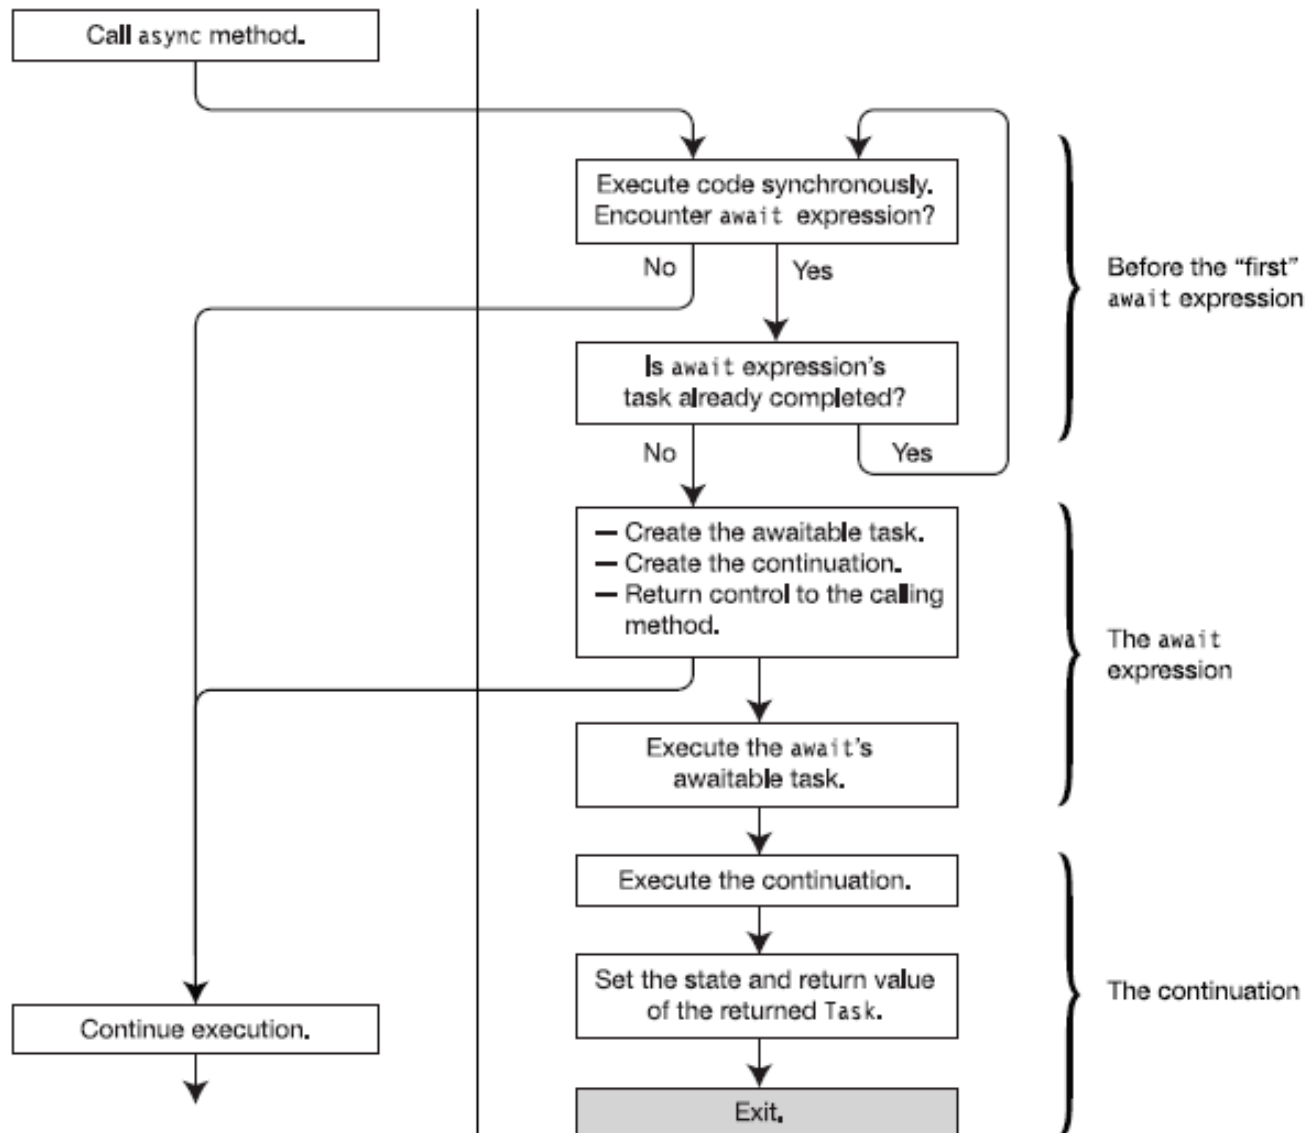 Call async method.
Execute code synchronously.
Encounter await expression?
No
Yes
Before the “first”
await expression
Is await expression’s
task already completed?
No
Yes
— Create the awaitable task.
— Create the continuation.
— Return control to the calling
method.
The await
expression
Execute the await’s
awaitable task.
Execute the continuation.
Set the state and return value
of the returned Task.
The continuation
Continue execution.
Exit.